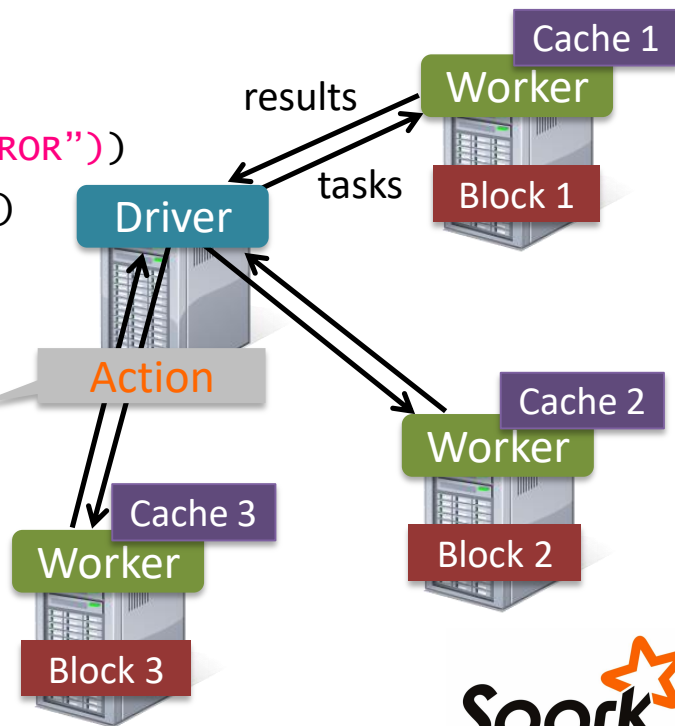 Cache 1
Worker
results
ROR”))
tasks
Block 1
)
Driver
Action
Cache 2
Worker
Cache 3
Block 2
Worker
Block 3
Spark